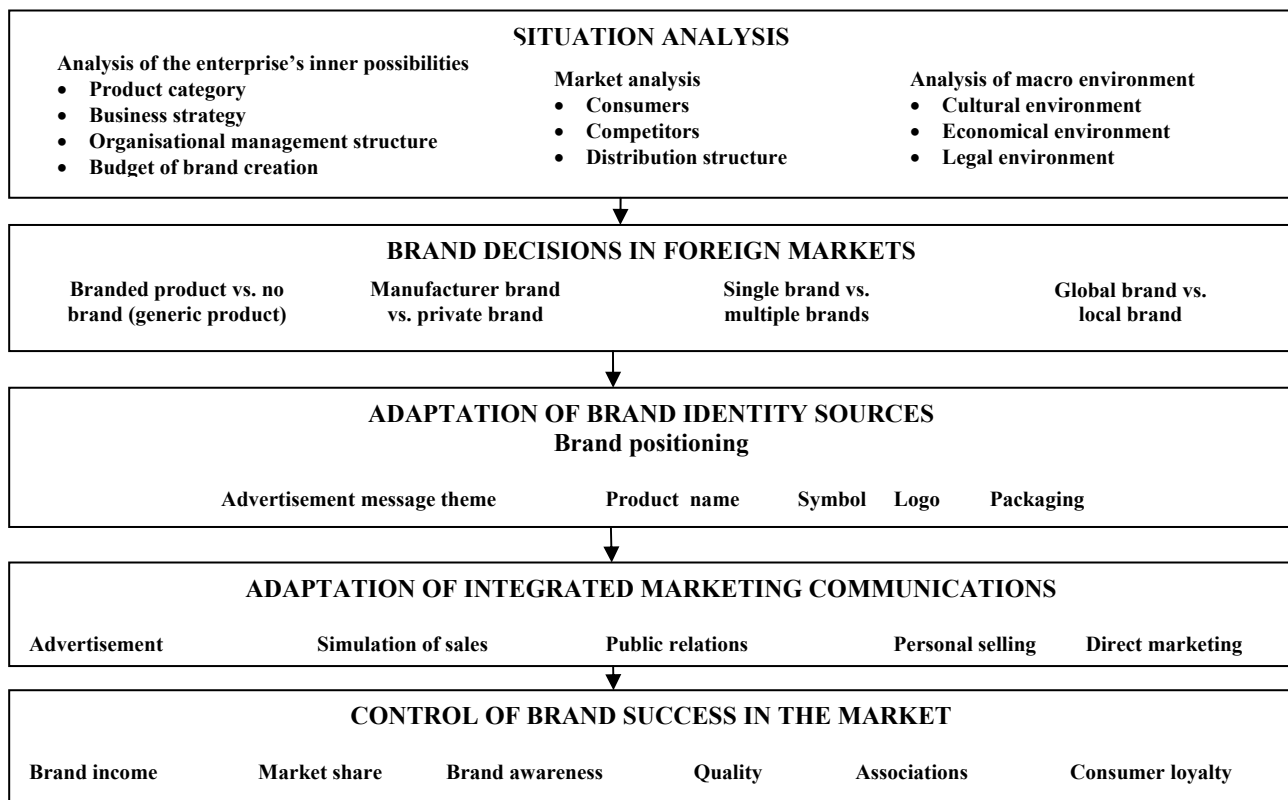 SITUATION ANALYSIS
Analysis of the enterprise's inner possibilities
• Product category
• Business strategy
• Organisational management structure
• Budget of brand creation
Market analysis
• Consumers
• Competitors
• Distribution structure
Analysis of macro environment
• Cultural environment
• Economical environment
• Legal environment
BRAND DECISIONS IN FOREIGN MARKETS
Branded product vs. no
brand (generic product)
Manufacturer brand
vs. private brand
Single brand vs.
multiple brands
Global brand vs.
local brand
ADAPTATION OF BRAND IDENTITY SOURCES
Brand positioning
Advertisement message theme Product name Symbol Logo Packaging
ADAPTATION OF INTEGRATED MARKETING COMMUNICATIONS
Advertisement Simulation of sales Public relations Personal selling Direct marketing
CONTROL OF BRAND SUCCESS IN THE MARKET
Brand income Market share Brand awareness Quality Associations Consumer loyalty